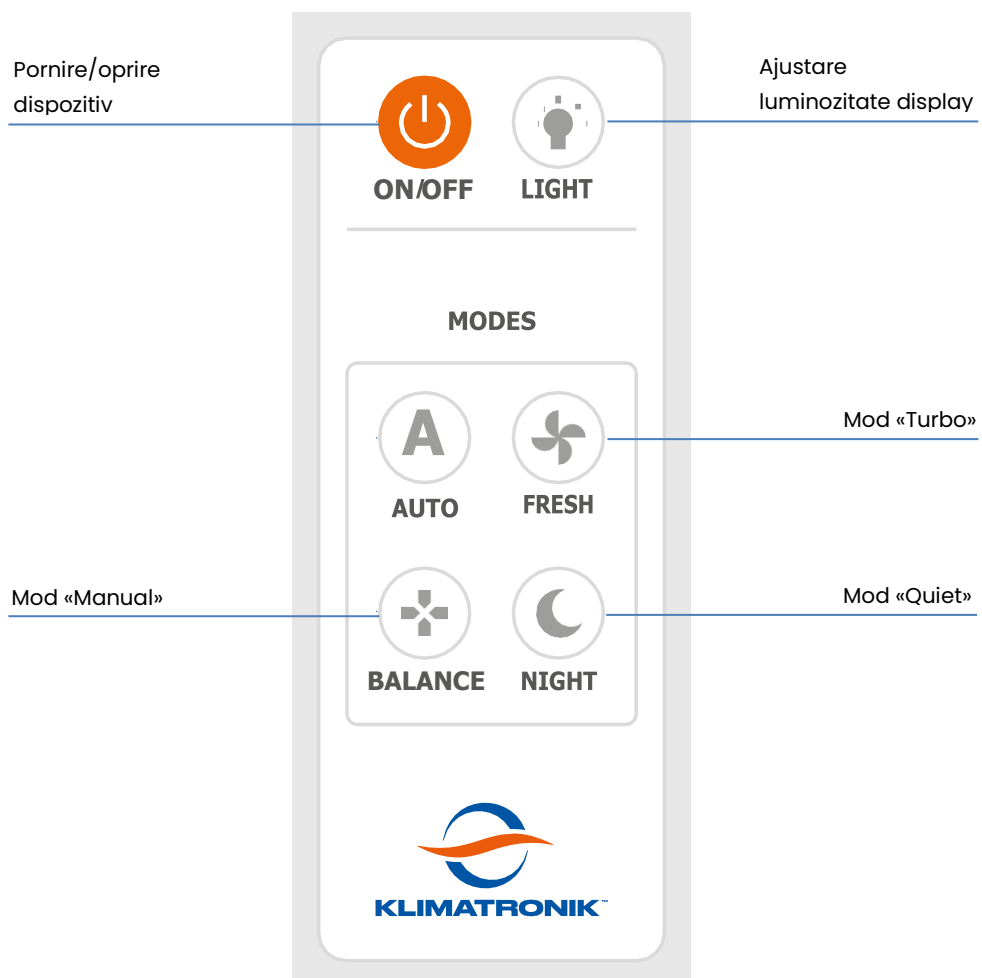 Pornire/oprire
dispozitiv
Ajustare
luminozitate display
ON/OFF
LIGHT
MODES
Mod «Turbo»
A
AUTO
FRESH
Mod «Manual»
Mod «Quiet»
BALANCE
NIGHT
KLIMATRONIK™